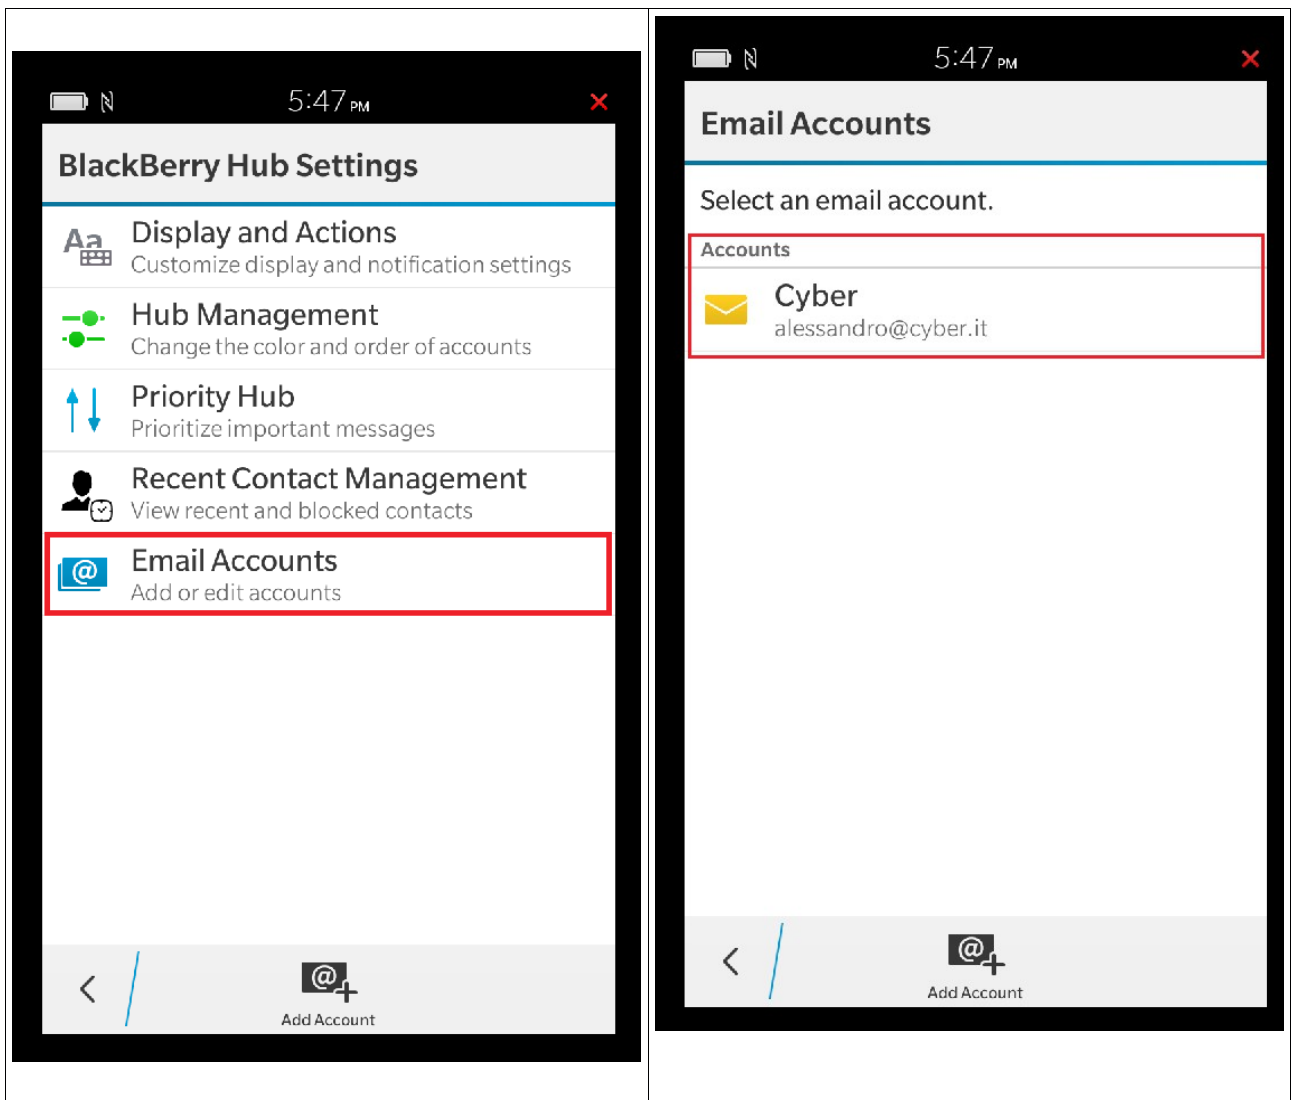 5:47 PM
BlackBerry Hub Settings
Aa
Display and Actions
Customize display and notification settings
Hub Management
Change the color and order of accounts
Priority Hub
Prioritize important messages
Recent Contact Management
View recent and blocked contacts
@
Email Accounts
Add or edit accounts
@
Add Account
5:47 PM
Email Accounts
Select an email account.
Accounts
Cyber
alessandro@cyber.it
@
Add Account